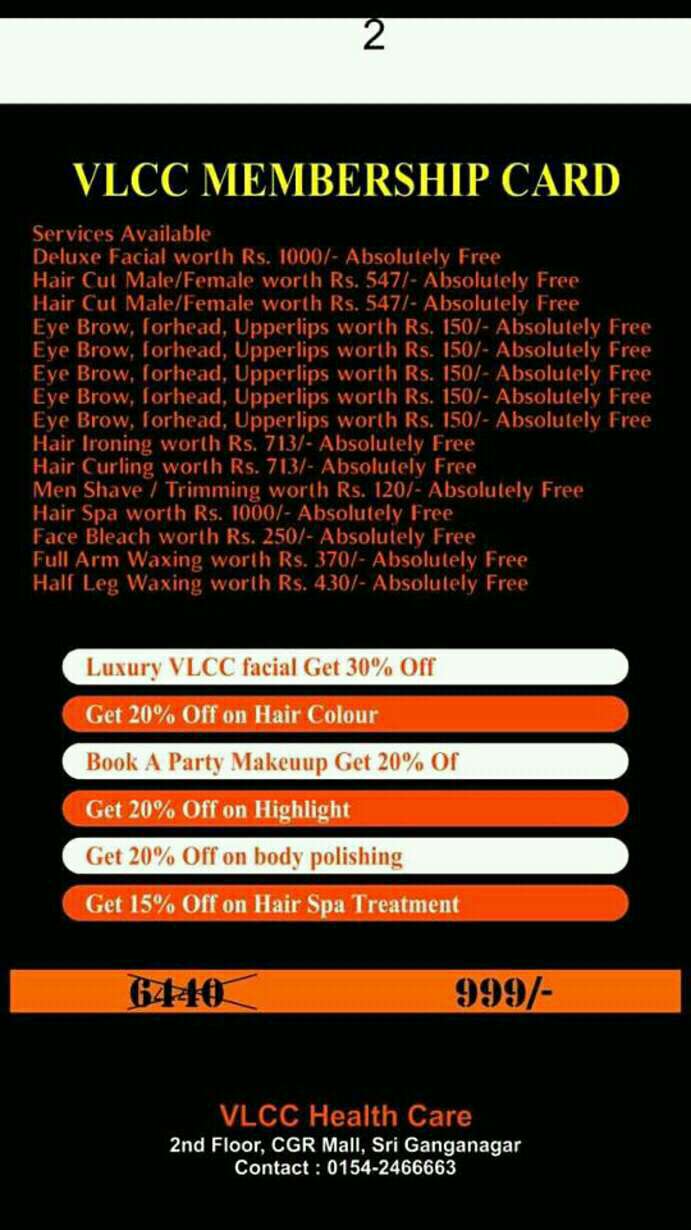 2
VLCC MEMBERSHIP CARD
Services Available
Deluxe Facial worth Rs. 1000/- Absolutely Free
Hair Cut Male/Female worth Rs. 547/- Absolutely Free
Hair Cut Male/Female worth Rs. 547/- Absolutely Free
Eye Brow, forhead, Upperlips worth Rs. 150/- Absolutely Free
Eye Brow, forhead, Upperlips worth Rs. 150/- Absolutely Free
Eye Brow, forhead, Upperlips worth Rs. 150/- Absolutely Free
Eye Brow, forhead, Upperlips worth Rs. 150/- Absolutely Free
Eye Brow, forhead, Upperlips worth Rs. 150/- Absolutely Free
Hair Ironing worth Rs. 713/- Absolutely Free
Hair Curling worth Rs. 713/- Absolutely Free
Men Shave / Trimming worth Rs. 120/- Absolutely Free
Hair Spa worth Rs. 1000/- Absolutely Free
Face Bleach worth Rs. 250/- Absolutely Free
Full Arm Waxing worth Rs. 370/- Absolutely Free
Half Leg Waxing worth Rs. 430/- Absolutely Free
Luxury VLCC facial Get 30% Off
Get 20% Off on Hair Colour
Book A Party Makeuup Get 20% Of
Get 20% Off on Highlight
Get 20% Off on body polishing
Get 15% Off on Hair Spa Treatment
6440 999/-
VLCC Health Care
2nd Floor, CGR Mall, Sri Ganganagar
Contact : 0154-2466663